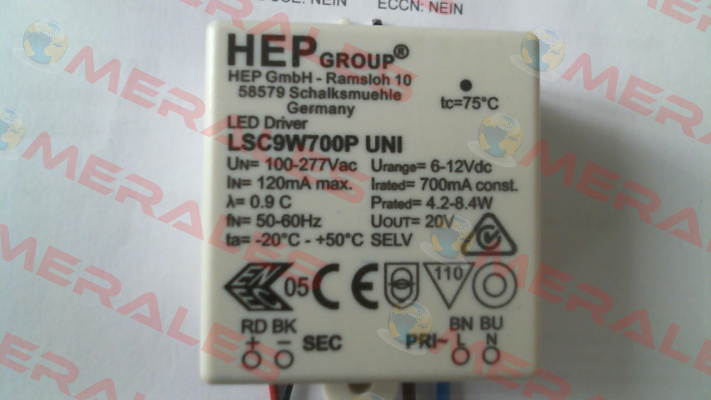 NEIN ECCN: NEIN
HEP GROUP®
HEP GmbH - Ramsloh 10
58579 Schalksmuehle
Germany
tc=75°C
LED Driver
LSC9W700P UNI
UN= 100-277Vac Urange= 6-12Vdc
IN= 120mA max. Irated= 700mA const.
λ= 0.9 C Prated= 4.2-8.4W
fN= 50-60Hz UOUT= 20V
ta= -20°C - +50°C SELV
ENEC 05 CE 110
RD BK BN BU
+ − SEC PRI~ L N
MERALES